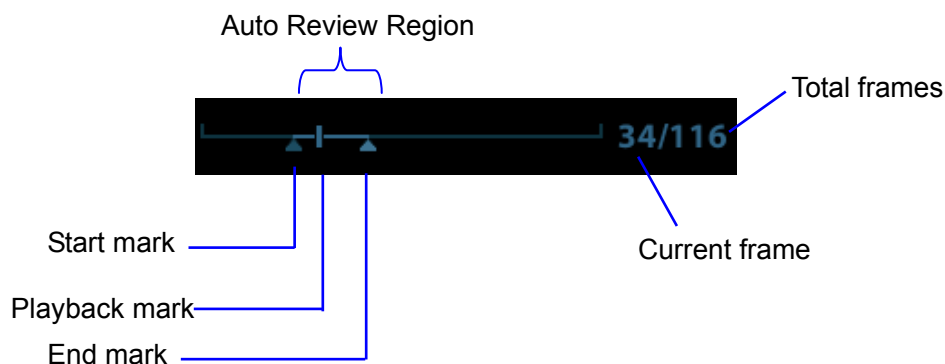 Auto Review Region
Total frames
34/116
Start mark
Current frame
Playback mark
End mark